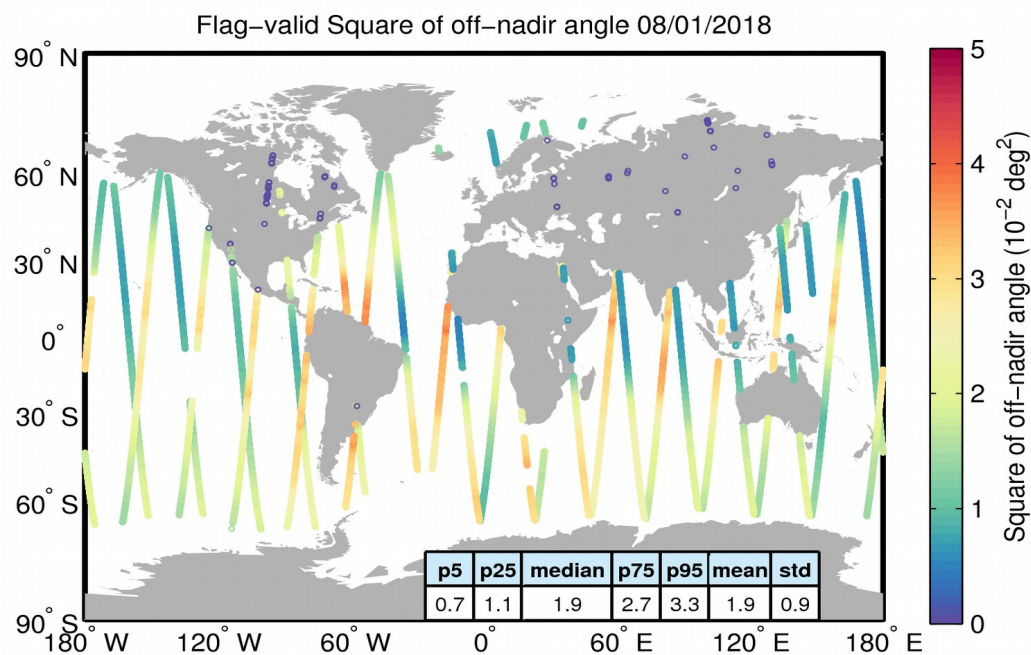 Flag−valid Square of off−nadir angle 08/01/2018
90° N
60° N
30° N
0°
30° S
60° S
90° S
180° W
120° W
60° W
0°
60° E
120° E
180° E
p5 p25 median p75 p95 mean std
0.7 1.1 1.9 2.7 3.3 1.9 0.9
5
4
3
2
1
0
Square of off−nadir angle (10⁻² deg²)